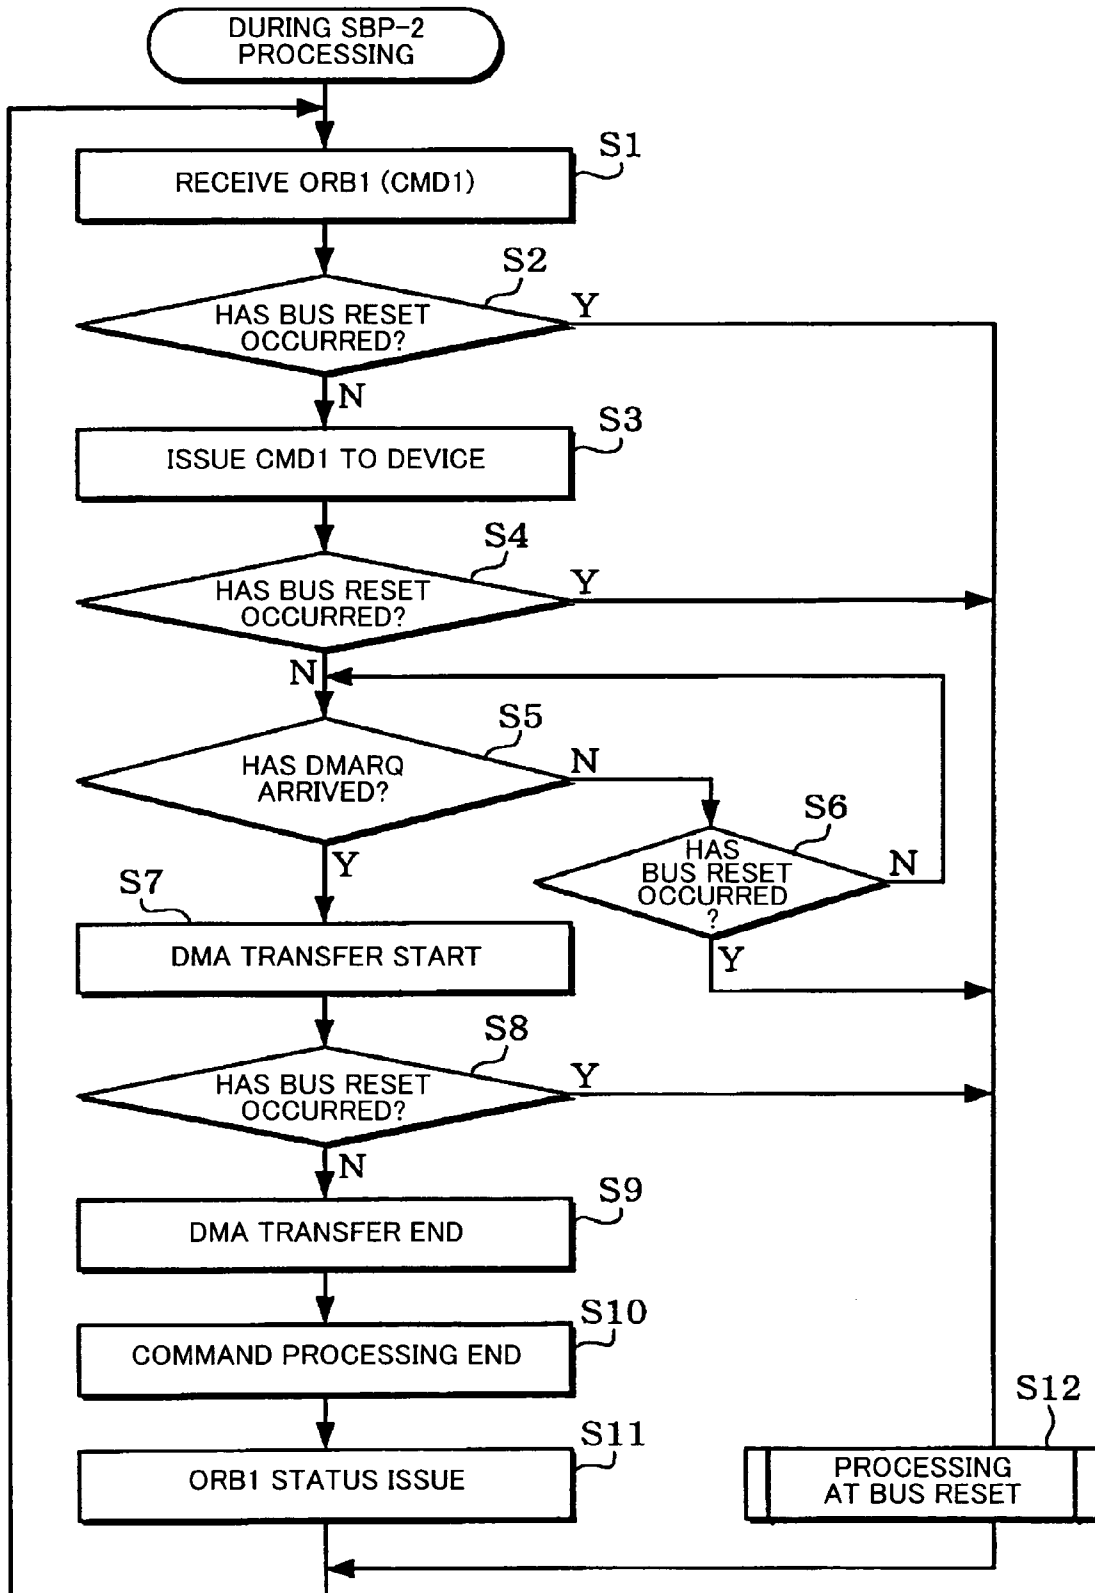 DURING SBP-2
PROCESSING
S1
RECEIVE ORB1 (CMD1)
S2
HAS BUS RESET
OCCURRED?
Y
N
S3
ISSUE CMD1 TO DEVICE
S4
HAS BUS RESET
OCCURRED?
Y
N
S5
HAS DMARQ
ARRIVED?
N
Y
S6
HAS
BUS RESET
OCCURRED
?
N
Y
S7
DMA TRANSFER START
S8
HAS BUS RESET
OCCURRED?
Y
N
S9
DMA TRANSFER END
S10
COMMAND PROCESSING END
S11
ORB1 STATUS ISSUE
S12
PROCESSING
AT BUS RESET